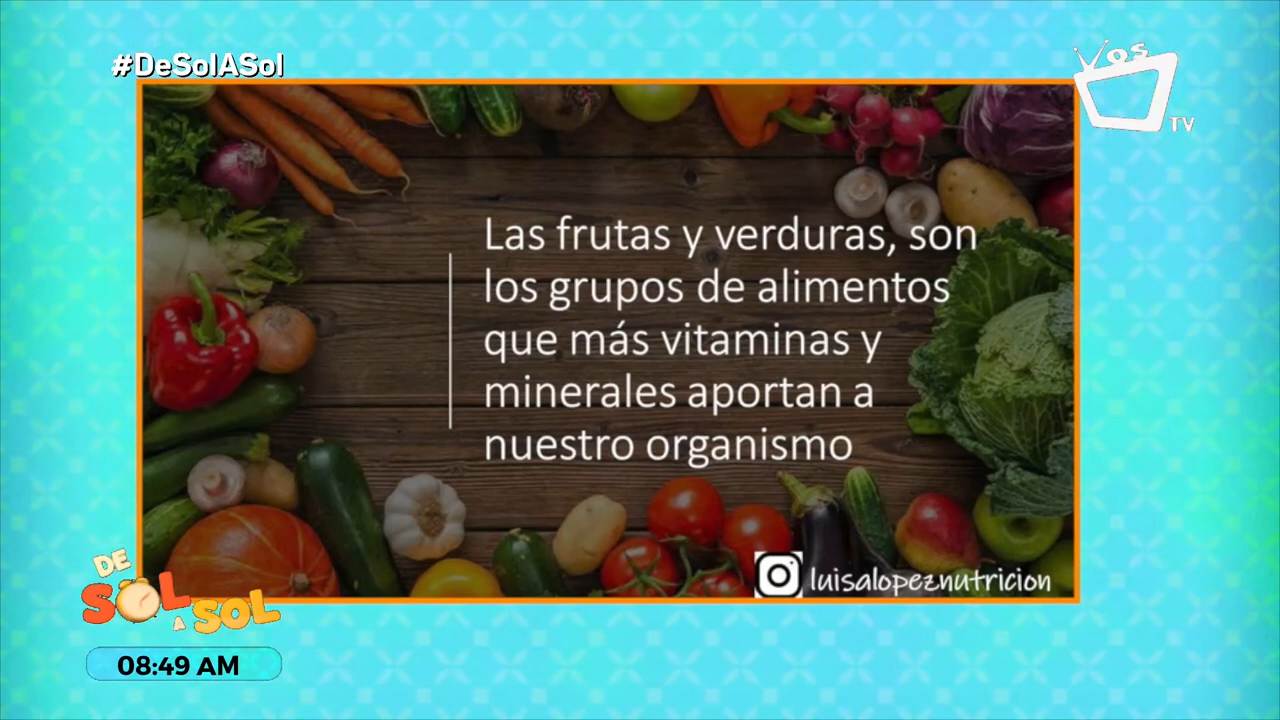 #DeSolASol
VOS
TV
Las frutas y verduras, son
los grupos de alimentos
que más vitaminas y
minerales aportan a
nuestro organismo
luisalopeznutricion
DE
SOL
A SOL
08:49 AM